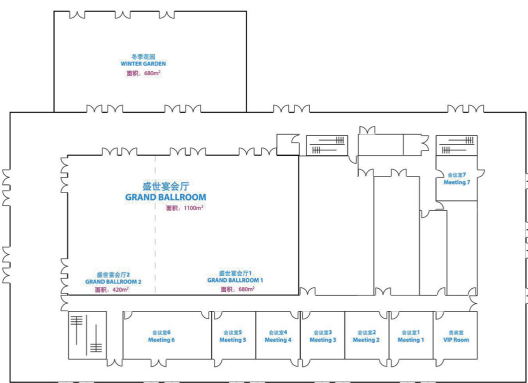 冬季花园
WINTER GARDEN
面积：680m²
盛世宴会厅
GRAND BALLROOM
面积：1100m²
盛世宴会厅2
GRAND BALLROOM 2
面积：420m²
盛世宴会厅1
GRAND BALLROOM 1
面积：680m²
会议室7
Meeting 7
会议室6
Meeting 6
会议室5
Meeting 5
会议室4
Meeting 4
会议室3
Meeting 3
会议室2
Meeting 2
会议室1
Meeting 1
贵宾室
VIP Room